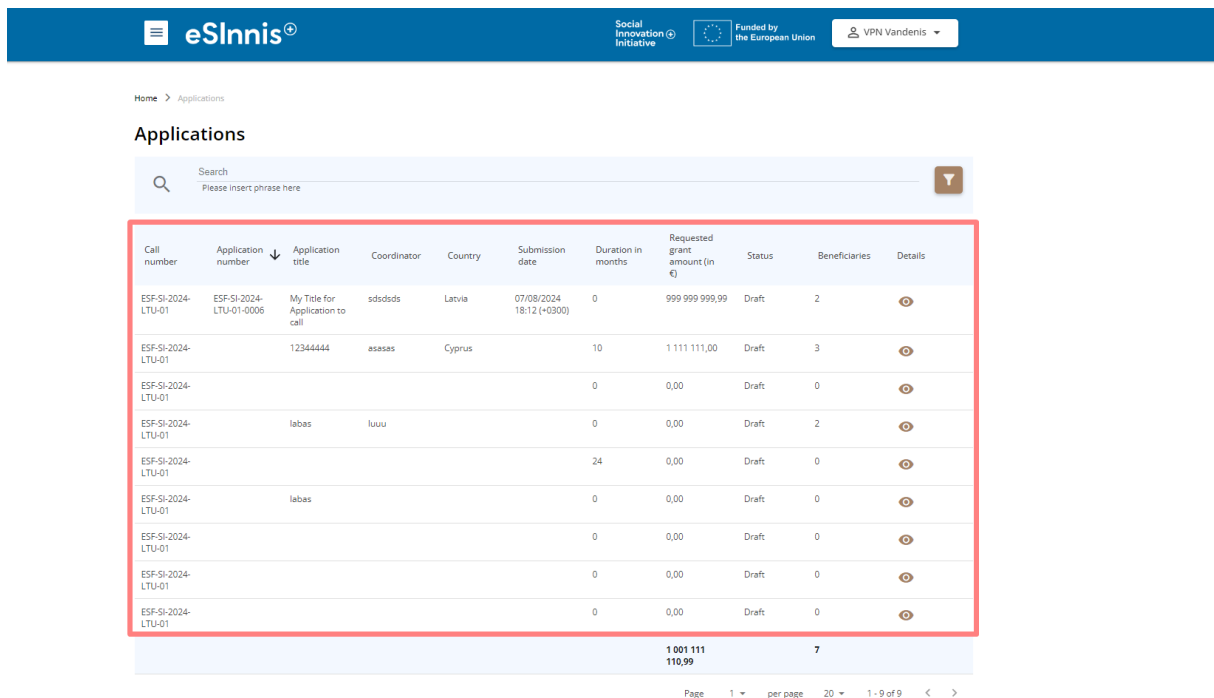 eSInnis+
Social
Innovation +
Initiative
Funded by
the European Union
VPN Vandenis
Home > Applications
Applications
Search
Please insert phrase here
Call number Application number Application title Coordinator Country Submission date Duration in months Requested grant amount (in €) Status Beneficiaries Details
ESF-SI-2024-LTU-01 ESF-SI-2024-LTU-01-0006 My Title for Application to call sdsdsds Latvia 07/08/2024 18:12 (+0300) 0 999 999 999,99 Draft 2
ESF-SI-2024-LTU-01 12344444 asasas Cyprus 10 1 111 111,00 Draft 3
ESF-SI-2024-LTU-01 0 0,00 Draft 0
ESF-SI-2024-LTU-01 labas luuu 0 0,00 Draft 2
ESF-SI-2024-LTU-01 24 0,00 Draft 0
ESF-SI-2024-LTU-01 labas 0 0,00 Draft 0
ESF-SI-2024-LTU-01 0 0,00 Draft 0
ESF-SI-2024-LTU-01 0 0,00 Draft 0
ESF-SI-2024-LTU-01 0 0,00 Draft 0
1 001 111 110,99 7
Page 1 per page 20 1 - 9 of 9 < >